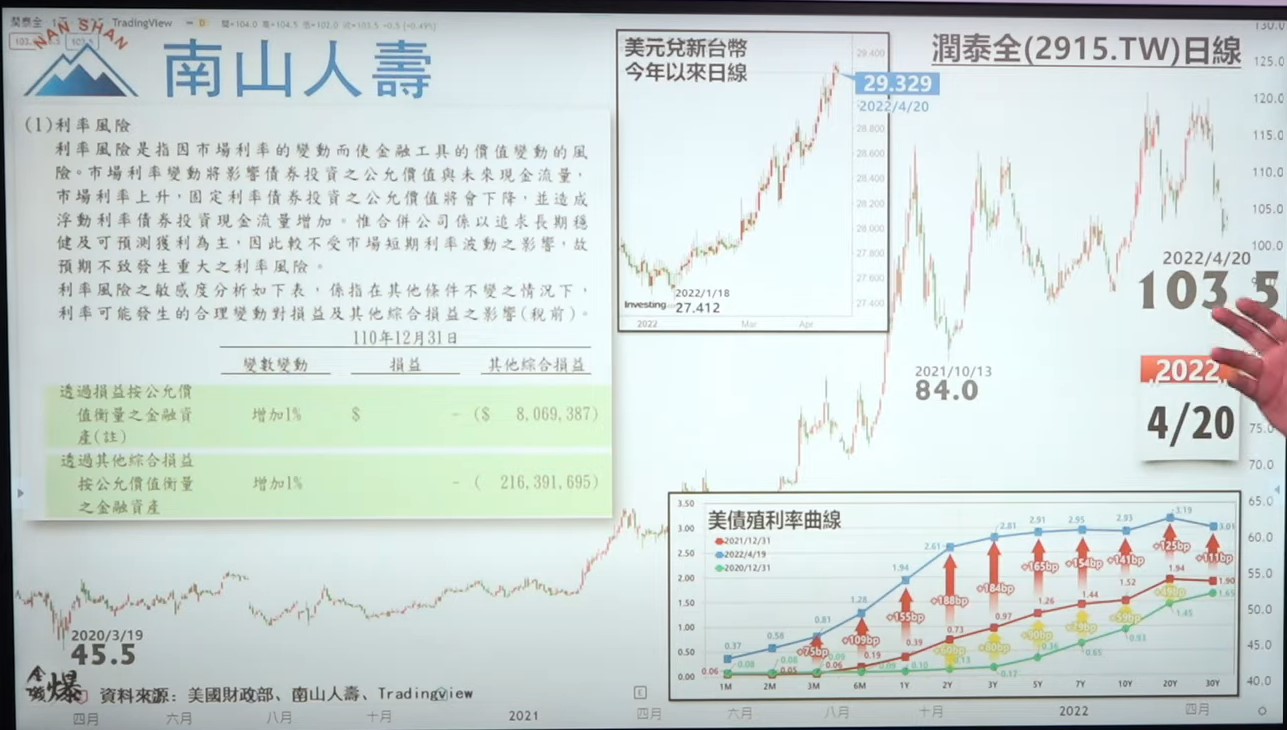 TradingView
NAN SHAN
南山人壽
(1)利率風險
利率風險是指因市場利率的變動而使金融工具的價值變動的風
險。市場利率變動將影響債券投資之公允價值與未來現金流量,
市場利率上升,固定利率債券投資之公允價值將會下降,並造成
浮動利率債券投資現金流量增加。惟合併公司係以追求長期穩
健及可預測獲利為主,因此較不受市場短期利率波動之影響,故
預期不致發生重大之利率風險。
利率風險之敏感度分析如下表,係指在其他條件不變之情況下,
利率可能發生的合理變動對損益及其他綜合損益之影響(稅前)。
110年12月31日
變數變動 損益 其他綜合損益
透過損益按公允價
值衡量之金融資 增加1% $ - ($ 8,069,387)
產(註)
透過其他綜合損益
按公允價值衡量 增加1% - ( 216,391,695)
之金融資產
美元兌新台幣
今年以來日線
29.400
29.329
2022/4/20
28.800
28.600
28.400
28.200
28.000
27.800
27.600
27.400
2022/1/18
27.412
Investing
2022 Mar Apr
潤泰全(2915.TW)日線
130.0
125.0
120.0
115.0
110.0
105.0
100.0
75.0
70.0
65.0
60.0
55.0
50.0
45.0
40.0
2022/4/20
103.5
2021/10/13
84.0
2022
4/20
2020/3/19
45.5
美債殖利率曲線
2021/12/31
2022/4/19
2020/12/31
3.50
3.00
2.50
2.00
1.50
1.00
0.50
0.00
0.37 0.58 0.81 1.28 1.94 2.61 2.81 2.91 2.95 2.93 3.19 3.01
+75bp +109bp +155bp +188bp +184bp +165bp +154bp +141bp +125bp +111bp
0.06 0.05 0.06 0.19 0.39 0.73 0.97 1.26 1.44 1.52 1.94 1.90
0.08 0.08 0.09 0.09 0.10 0.13 0.17 0.36 0.65 0.93 1.45 1.65
1M 2M 3M 6M 1Y 2Y 3Y 5Y 7Y 10Y 20Y 30Y
資料來源:美國財政部、南山人壽、Tradingview
四月 六月 八月 十月 2021 四月 六月 八月 十月 2022 四月